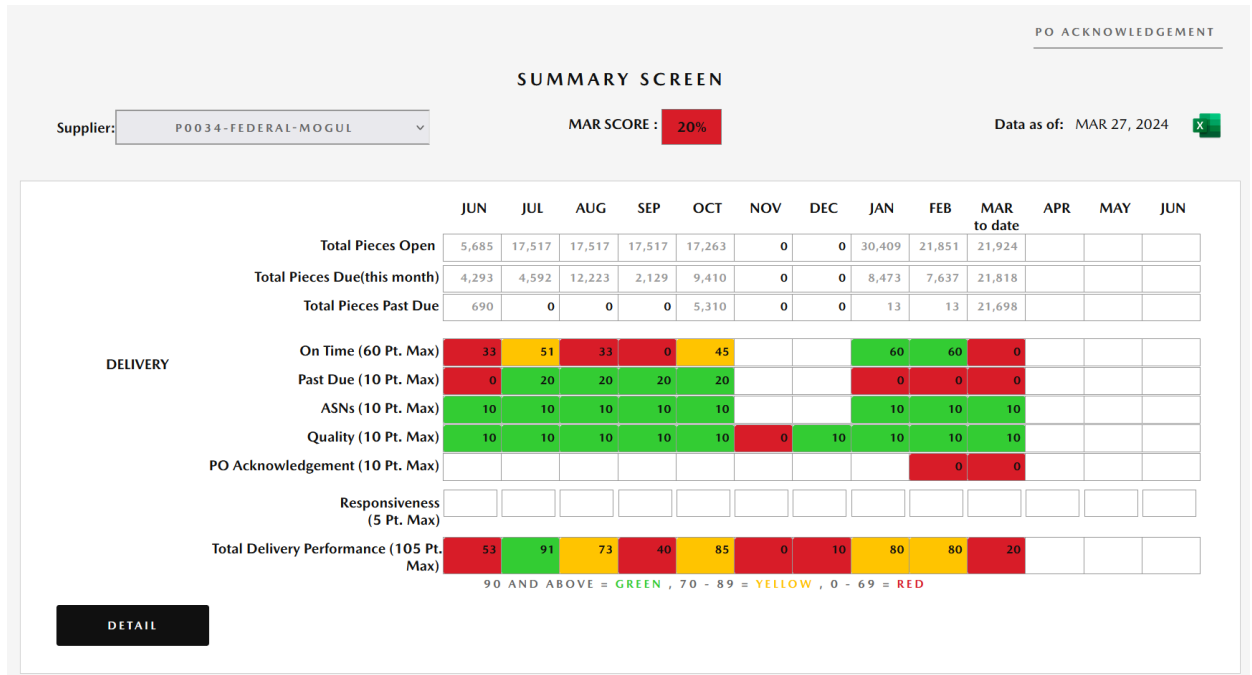 PO ACKNOWLEDGEMENT
SUMMARY SCREEN
Supplier: P0034-FEDERAL-MOGUL MAR SCORE : 20% Data as of: MAR 27, 2024
JUN JUL AUG SEP OCT NOV DEC JAN FEB MAR to date APR MAY JUN
Total Pieces Open 5,685 17,517 17,517 17,517 17,263 0 0 30,409 21,851 21,924
Total Pieces Due(this month) 4,293 4,592 12,223 2,129 9,410 0 0 8,473 7,637 21,818
Total Pieces Past Due 690 0 0 0 5,310 0 0 13 13 21,698
DELIVERY
On Time (60 Pt. Max) 33 51 33 0 45 60 60 0
Past Due (10 Pt. Max) 0 20 20 20 20 0 0 0
ASNs (10 Pt. Max) 10 10 10 10 10 10 10 10
Quality (10 Pt. Max) 10 10 10 10 10 0 10 10 10 10
PO Acknowledgement (10 Pt. Max) 0 0
Responsiveness
(5 Pt. Max)
Total Delivery Performance (105 Pt. Max) 53 91 73 40 85 0 10 80 80 20
90 AND ABOVE = GREEN , 70 - 89 = YELLOW , 0 - 69 = RED
DETAIL